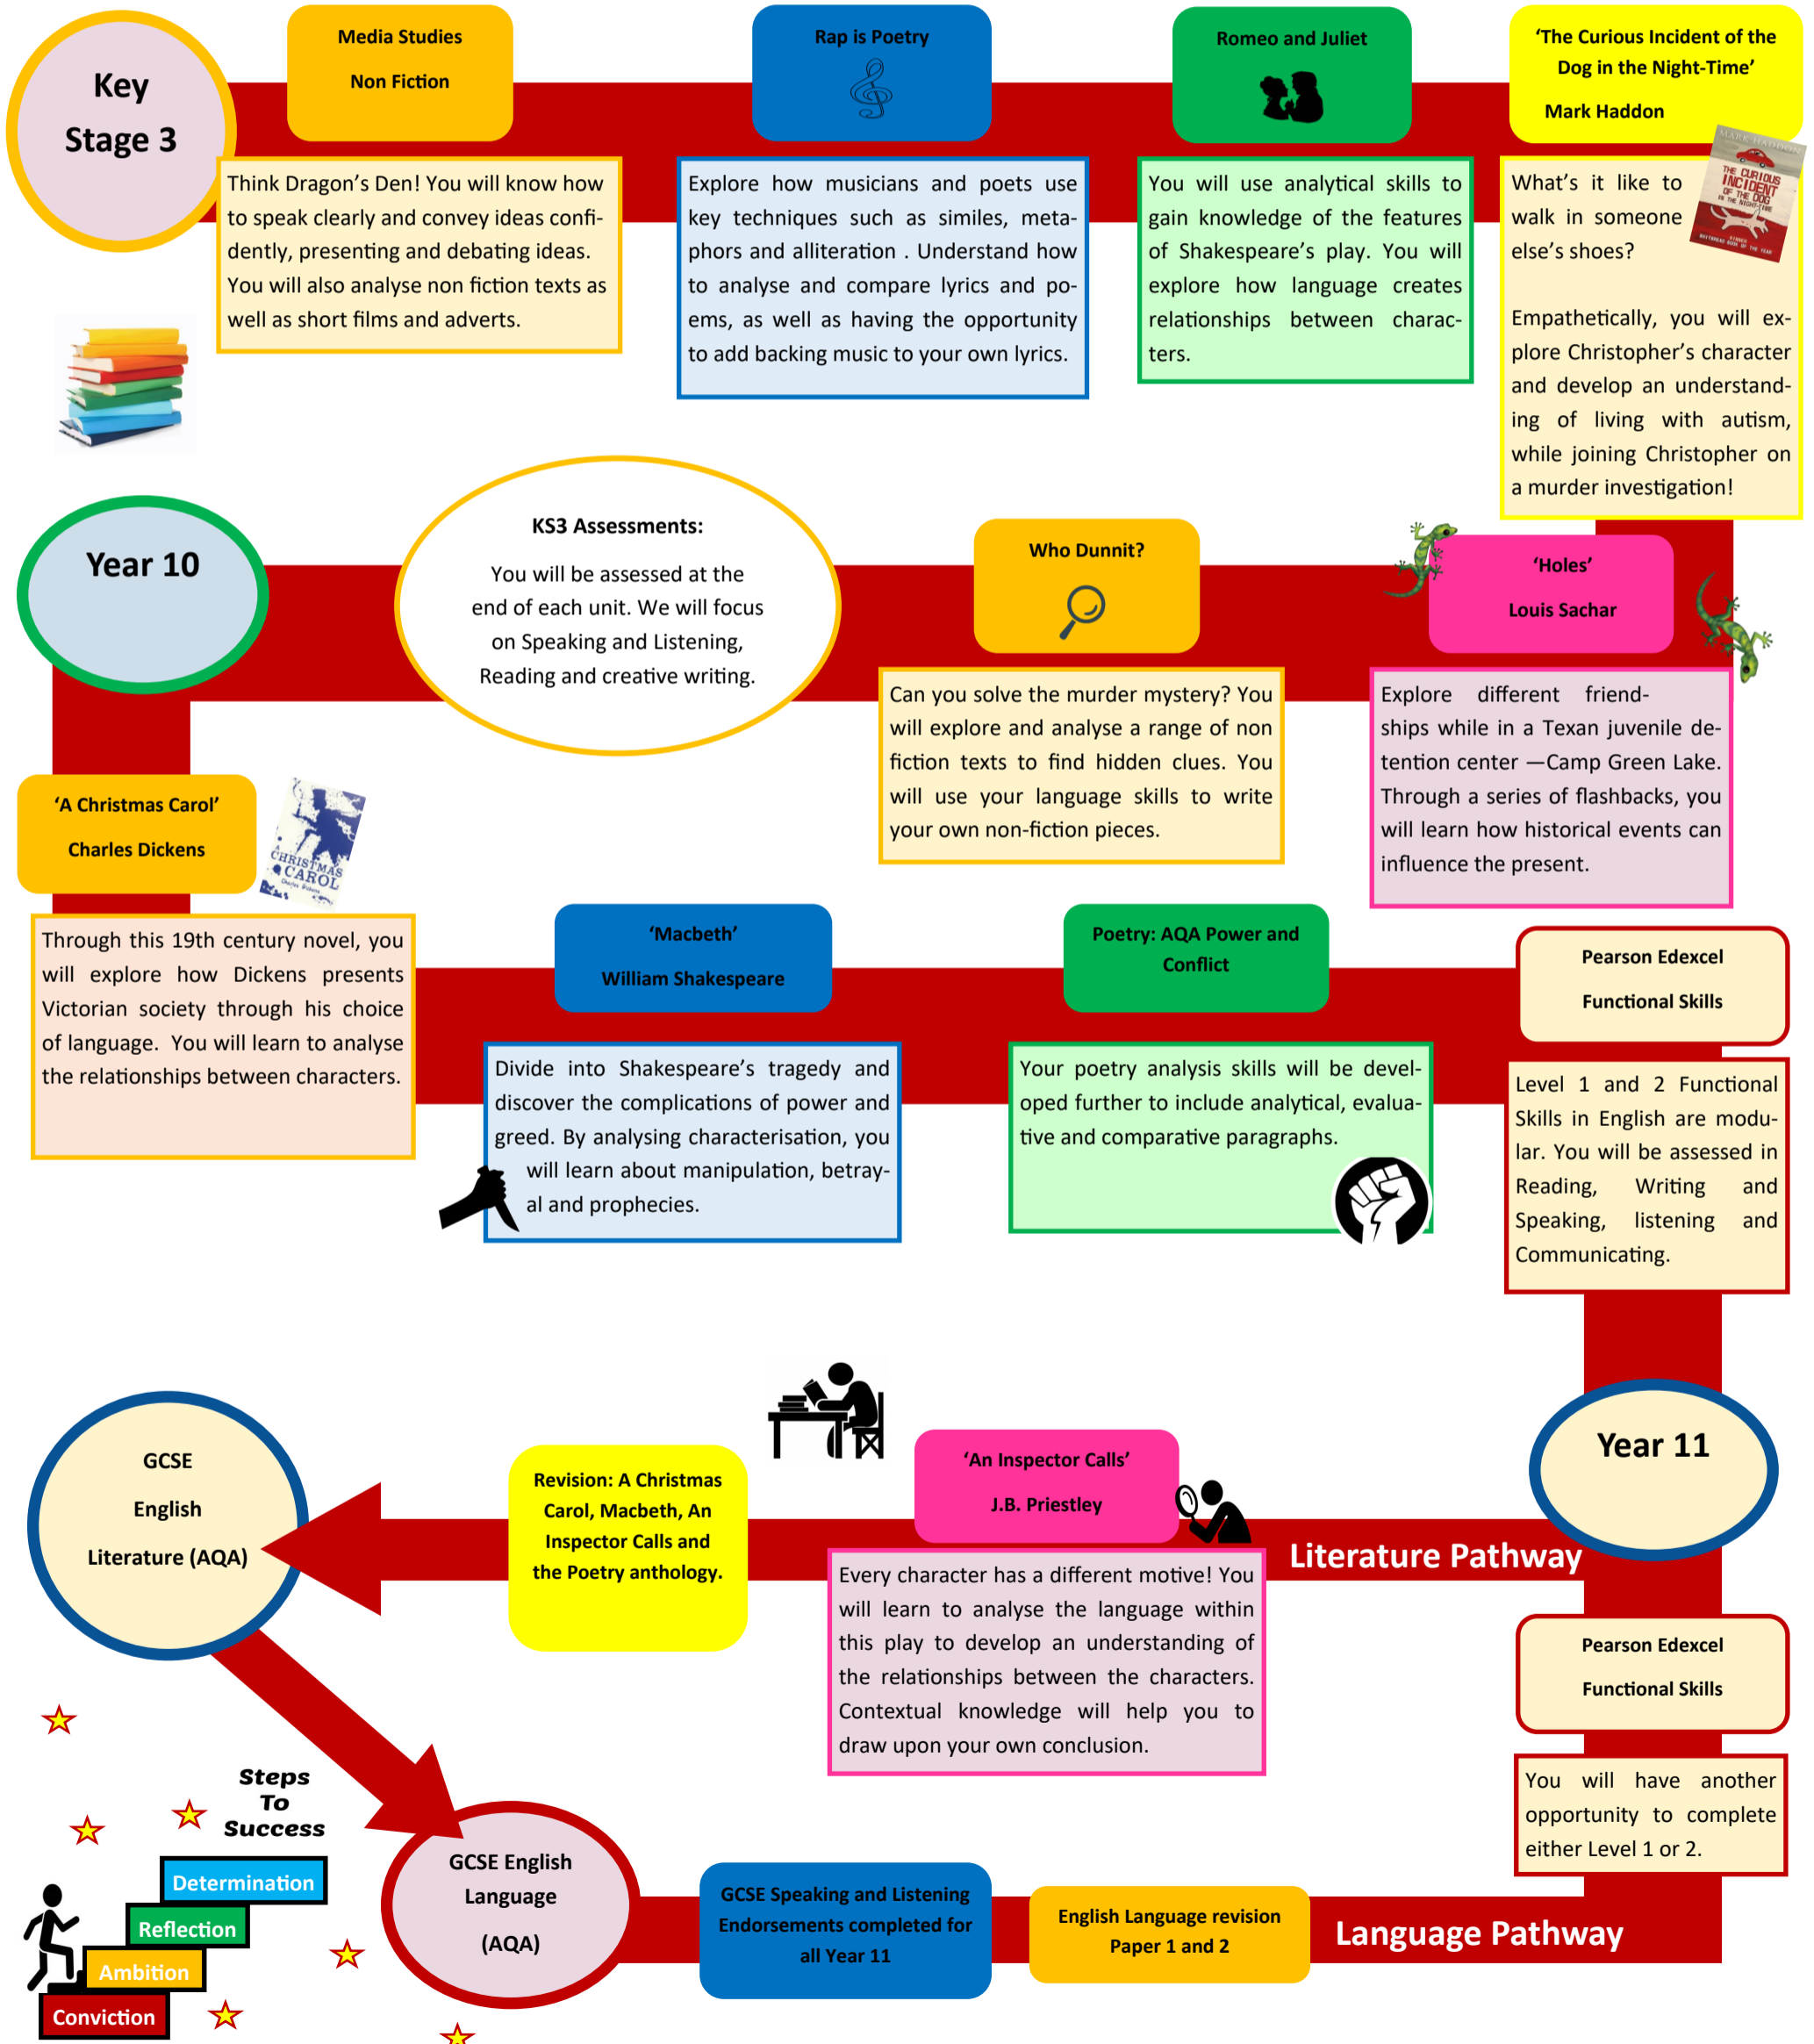 Key
Stage 3
Media Studies
Non Fiction
Think Dragon's Den! You will know how
to speak clearly and convey ideas confi-
dently, presenting and debating ideas.
You will also analyse non fiction texts as
well as short films and adverts.
Rap is Poetry
Explore how musicians and poets use
key techniques such as similes, meta-
phors and alliteration . Understand how
to analyse and compare lyrics and po-
ems, as well as having the opportunity
to add backing music to your own lyrics.
Romeo and Juliet
You will use analytical skills to
gain knowledge of the features
of Shakespeare's play. You will
explore how language creates
relationships between charac-
ters.
‘The Curious Incident of the
Dog in the Night-Time’
Mark Haddon
MARK HADDON
THE CURIOUS
INCIDENT
OF THE DOG
IN THE NIGHT-TIME
WINNER
WHITBREAD BOOK OF THE YEAR
What's it like to
walk in someone
else's shoes?
Empathetically, you will ex-
plore Christopher's character
and develop an understand-
ing of living with autism,
while joining Christopher on
a murder investigation!
‘Holes’
Louis Sachar
Explore different friend-
ships while in a Texan juvenile de-
tention center —Camp Green Lake.
Through a series of flashbacks, you
will learn how historical events can
influence the present.
Who Dunnit?
Can you solve the murder mystery? You
will explore and analyse a range of non
fiction texts to find hidden clues. You
will use your language skills to write
your own non-fiction pieces.
KS3 Assessments:
You will be assessed at the
end of each unit. We will focus
on Speaking and Listening,
Reading and creative writing.
Year 10
‘A Christmas Carol’
Charles Dickens
A
CHRISTMAS
CAROL
Charles Dickens
Through this 19th century novel, you
will explore how Dickens presents
Victorian society through his choice
of language. You will learn to analyse
the relationships between characters.
‘Macbeth’
William Shakespeare
Divide into Shakespeare's tragedy and
discover the complications of power and
greed. By analysing characterisation, you
will learn about manipulation, betray-
al and prophecies.
Poetry: AQA Power and
Conflict
Your poetry analysis skills will be devel-
oped further to include analytical, evalua-
tive and comparative paragraphs.
Pearson Edexcel
Functional Skills
Level 1 and 2 Functional
Skills in English are modu-
lar. You will be assessed in
Reading, Writing and
Speaking, listening and
Communicating.
Year 11
Literature Pathway
‘An Inspector Calls’
J.B. Priestley
Every character has a different motive! You
will learn to analyse the language within
this play to develop an understanding of
the relationships between the characters.
Contextual knowledge will help you to
draw upon your own conclusion.
Revision: A Christmas
Carol, Macbeth, An
Inspector Calls and
the Poetry anthology.
GCSE
English
Literature (AQA)
Pearson Edexcel
Functional Skills
You will have another
opportunity to complete
either Level 1 or 2.
Language Pathway
English Language revision
Paper 1 and 2
GCSE Speaking and Listening
Endorsements completed for
all Year 11
GCSE English
Language
(AQA)
Steps
To
Success
Determination
Reflection
Ambition
Conviction